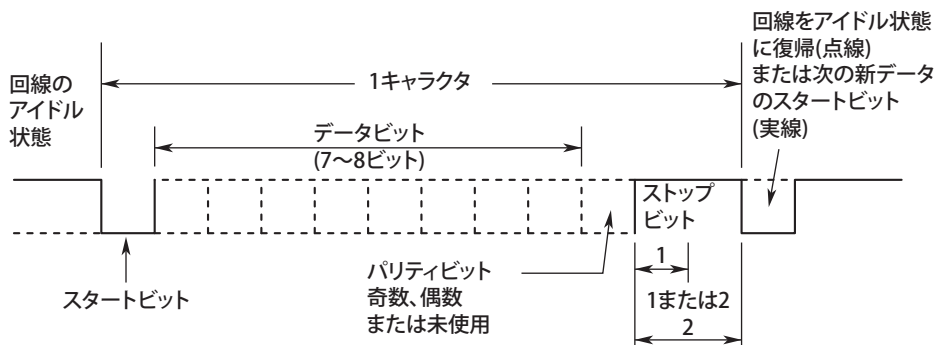 回線の
アイドル
状態
1キャラクタ
回線をアイドル状態
に復帰(点線)
または次の新データ
のスタートビット
(実線)
データビット
(7〜8ビット)
ストップ
ビット
スタートビット
パリティビット
奇数、偶数
または未使用
1
1または2
2